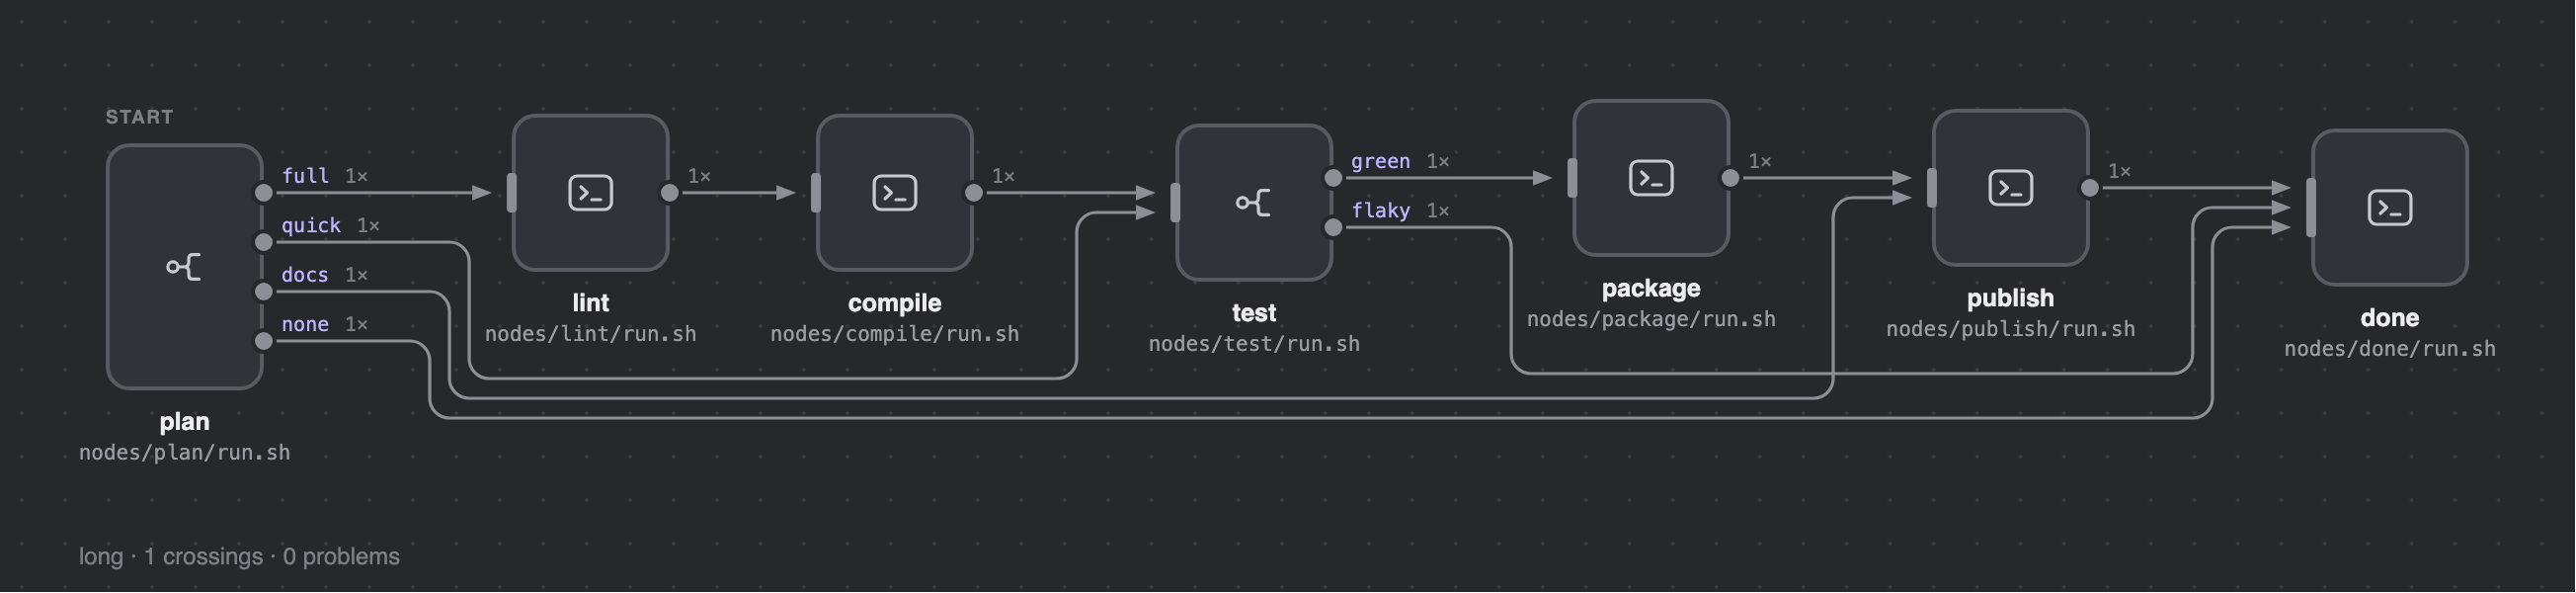 START
full 1×
quick 1×
docs 1×
none 1×
plan
nodes/plan/run.sh
1×
lint
nodes/lint/run.sh
1×
compile
nodes/compile/run.sh
green 1×
flaky 1×
test
nodes/test/run.sh
1×
package
nodes/package/run.sh
1×
publish
nodes/publish/run.sh
done
nodes/done/run.sh
long · 1 crossings · 0 problems